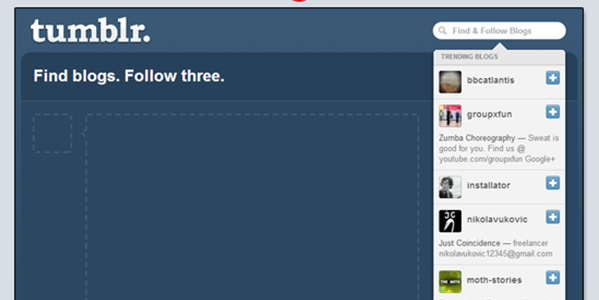 tumblr.
Find & Follow Blogs
TRENDING BLOGS
Find blogs. Follow three.
bbcatlantis
groupxfun
Zumba Choreography — Sweat is
good for you. Find us @
youtube.com/groupxfun Google+
installator
nikolavukovic
Just Coincidence — freelancer
nikolavukovic12345@gmail.com
moth-stories